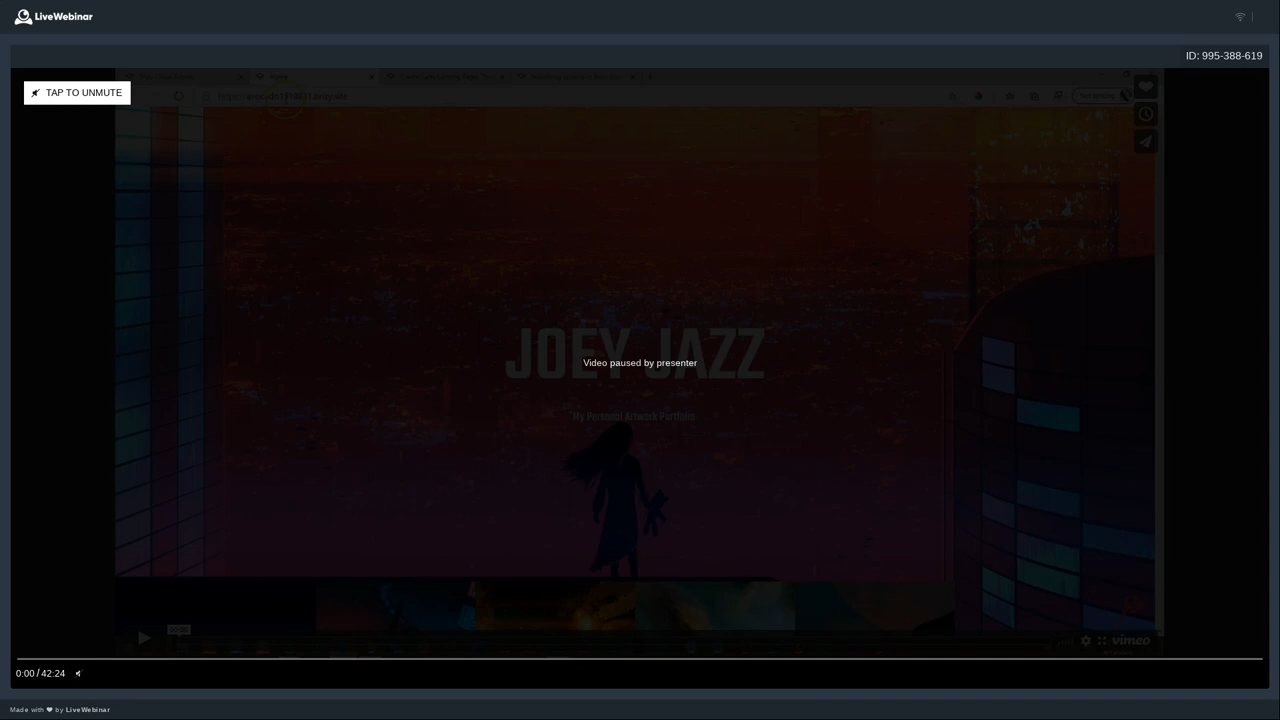 LiveWebinar
ID: 995-388-619
TAP TO UNMUTE
JOEY JAZZ
Video paused by presenter
My Personal Artwork Portfolio
vimeo
0:00 / 42:24
Made with ❤ by LiveWebinar